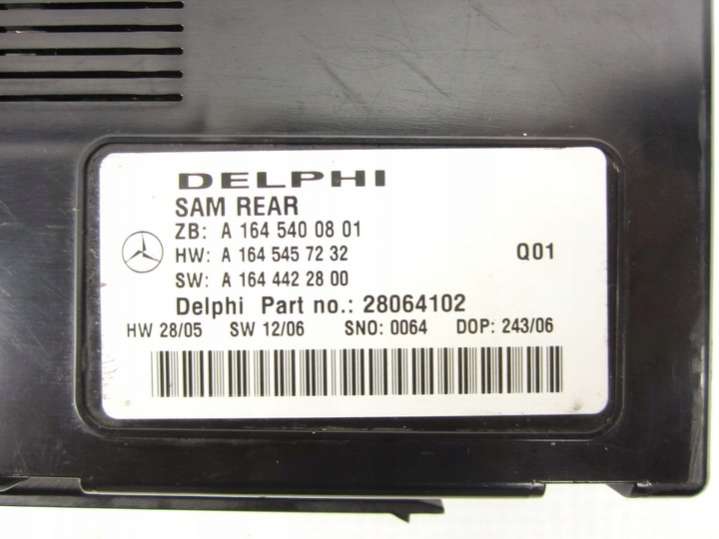 DELPHI
SAM REAR
ZB: A 164 540 08 01
HW: A 164 545 72 32 Q01
SW: A 164 442 28 00
Delphi Part no.: 28064102
HW 28/05 SW 12/06 SNO: 0064 DOP: 243/06